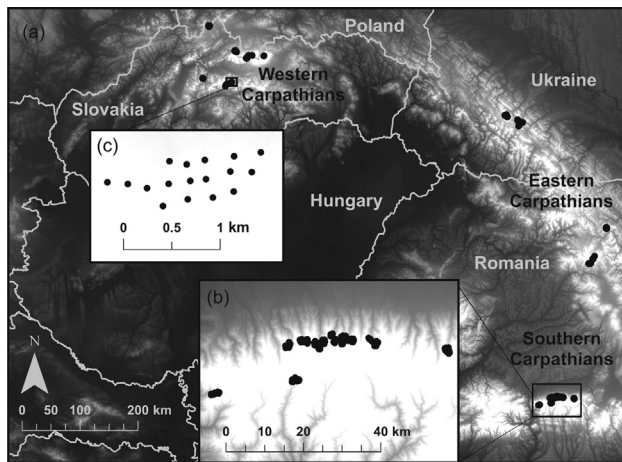 (a)
Poland
Ukraine
Western
Carpathians
Slovakia
(c)
0 0.5 1 km
Hungary
Eastern
Carpathians
Romania
(b)
Southern
Carpathians
N
0 50 100 200 km
0 20 40 km